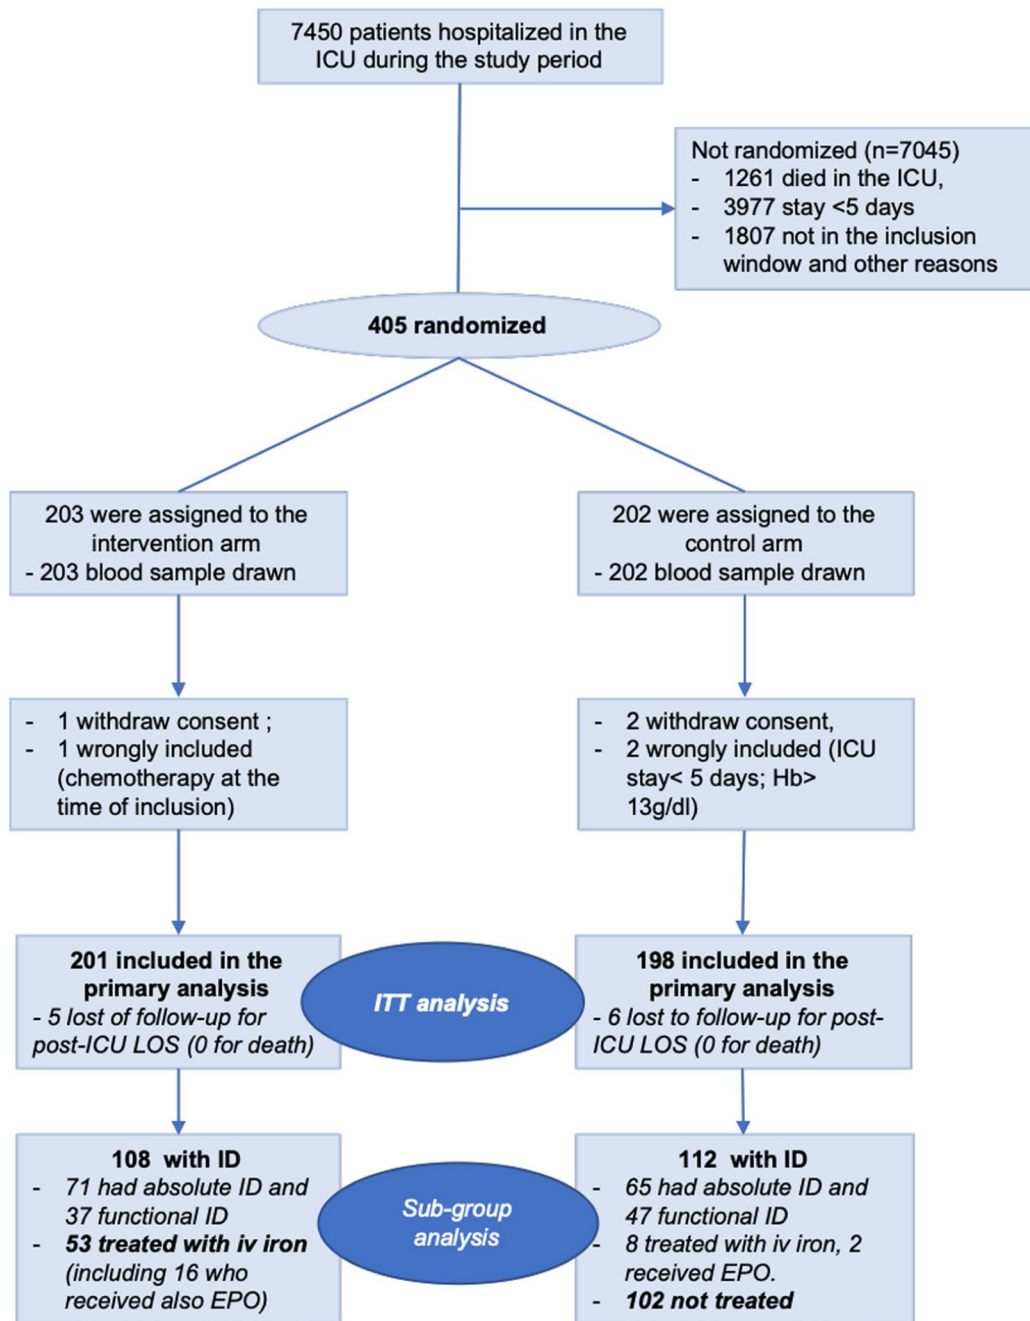 7450 patients hospitalized in the
ICU during the study period
Not randomized (n=7045)
- 1261 died in the ICU,
- 3977 stay <5 days
- 1807 not in the inclusion
window and other reasons
405 randomized
203 were assigned to the
intervention arm
- 203 blood sample drawn
202 were assigned to the
control arm
- 202 blood sample drawn
- 1 withdraw consent ;
- 1 wrongly included
(chemotherapy at the
time of inclusion)
- 2 withdraw consent,
- 2 wrongly included (ICU
stay< 5 days; Hb>
13g/dl)
201 included in the
primary analysis
- 5 lost of follow-up for
post-ICU LOS (0 for death)
ITT analysis
198 included in the
primary analysis
- 6 lost to follow-up for post-
ICU LOS (0 for death)
108 with ID
- 71 had absolute ID and
37 functional ID
- 53 treated with iv iron
(including 16 who
received also EPO)
Sub-group
analysis
112 with ID
- 65 had absolute ID and
47 functional ID
- 8 treated with iv iron, 2
received EPO.
- 102 not treated